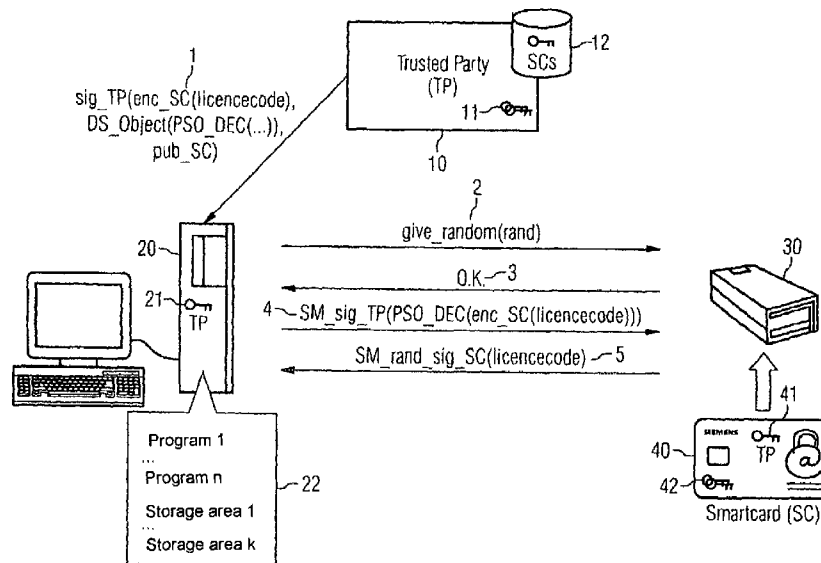 1
sig_TP(enc_SC(licencecode),
DS_Object(PSO_DEC(...)),
pub_SC)
Trusted Party
(TP)
SCs
12
11
10
2
give_random(rand)
20
O.K.
3
30
21
TP
4
SM_sig_TP(PSO_DEC(enc_SC(licencecode)))
SM_rand_sig_SC(licencecode)
5
41
SIEMENS
40
TP
@
42
Smartcard (SC)
Program 1
...
Program n
Storage area 1
...
Storage area k
22